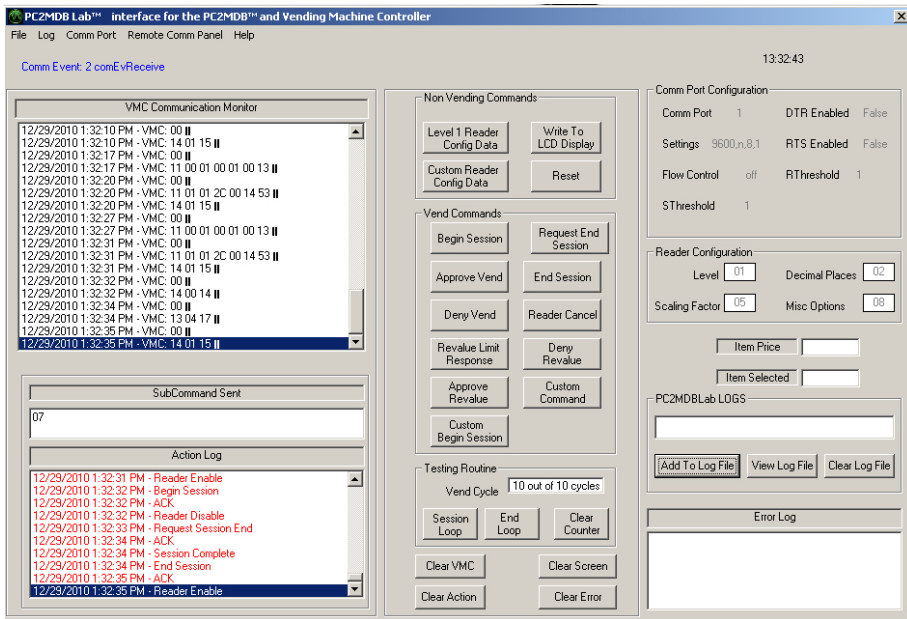 PC2MDB Lab™ interface for the PC2MDB™ and Vending Machine Controller
File Log Comm Port Remote Comm Panel Help
Comm Event: 2 comEvReceive
13:32:43
VMC Communication Monitor
12/29/2010 1:32:10 PM - VMC: 00
12/29/2010 1:32:10 PM - VMC: 14 01 15
12/29/2010 1:32:17 PM - VMC: 00
12/29/2010 1:32:17 PM - VMC: 11 00 01 00 01 00 13
12/29/2010 1:32:20 PM - VMC: 00
12/29/2010 1:32:20 PM - VMC: 11 01 01 2C 00 14 53
12/29/2010 1:32:20 PM - VMC: 14 01 15
12/29/2010 1:32:27 PM - VMC: 00
12/29/2010 1:32:27 PM - VMC: 11 00 01 00 01 00 13
12/29/2010 1:32:31 PM - VMC: 00
12/29/2010 1:32:31 PM - VMC: 11 01 01 2C 00 14 53
12/29/2010 1:32:31 PM - VMC: 14 01 15
12/29/2010 1:32:32 PM - VMC: 00
12/29/2010 1:32:32 PM - VMC: 14 00 14
12/29/2010 1:32:34 PM - VMC: 00
12/29/2010 1:32:34 PM - VMC: 13 04 17
12/29/2010 1:32:35 PM - VMC: 00
12/29/2010 1:32:35 PM - VMC: 14 01 15
SubCommand Sent
07
Action Log
12/29/2010 1:32:31 PM - Reader Enable
12/29/2010 1:32:32 PM - Begin Session
12/29/2010 1:32:32 PM - ACK
12/29/2010 1:32:32 PM - Reader Disable
12/29/2010 1:32:33 PM - Request Session End
12/29/2010 1:32:34 PM - ACK
12/29/2010 1:32:34 PM - Session Complete
12/29/2010 1:32:34 PM - End Session
12/29/2010 1:32:35 PM - ACK
12/29/2010 1:32:35 PM - Reader Enable
Non Vending Commands
Level 1 Reader
Config Data
Write To
LCD Display
Custom Reader
Config Data
Reset
Vend Commands
Begin Session
Request End
Session
Approve Vend
End Session
Deny Vend
Reader Cancel
Revalue Limit
Response
Deny
Revalue
Approve
Revalue
Custom
Command
Custom
Begin Session
Testing Routine
Vend Cycle 10 out of 10 cycles
Session
Loop
End
Loop
Clear
Counter
Clear VMC
Clear Screen
Clear Action
Clear Error
Comm Port Configuration
Comm Port 1 DTR Enabled False
Settings 9600,n,8,1 RTS Enabled False
Flow Control off RThreshold 1
SThreshold 1
Reader Configuration
Level 01 Decimal Places 02
Scaling Factor 05 Misc Options 08
Item Price
Item Selected
PC2MDBLab LOGS
Add To Log File View Log File Clear Log File
Error Log